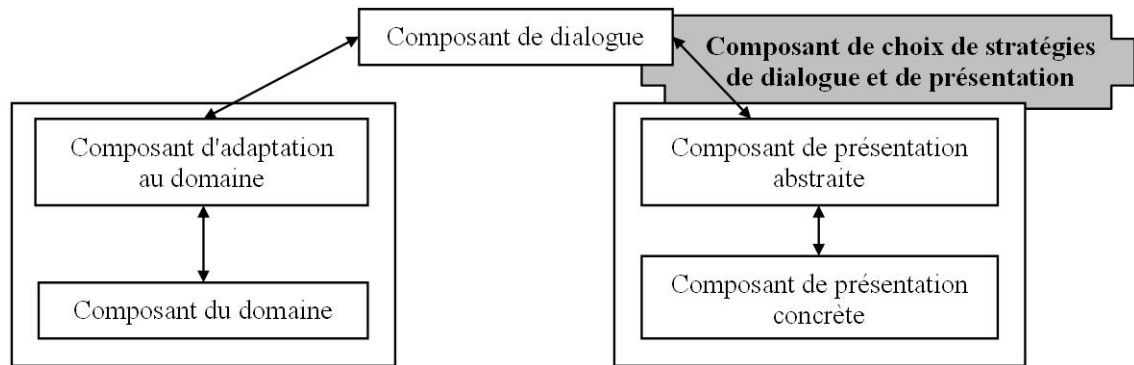 Composant de dialogue
Composant de choix de stratégies
de dialogue et de présentation
Composant d'adaptation
au domaine
Composant du domaine
Composant de présentation
abstraite
Composant de présentation
concrète